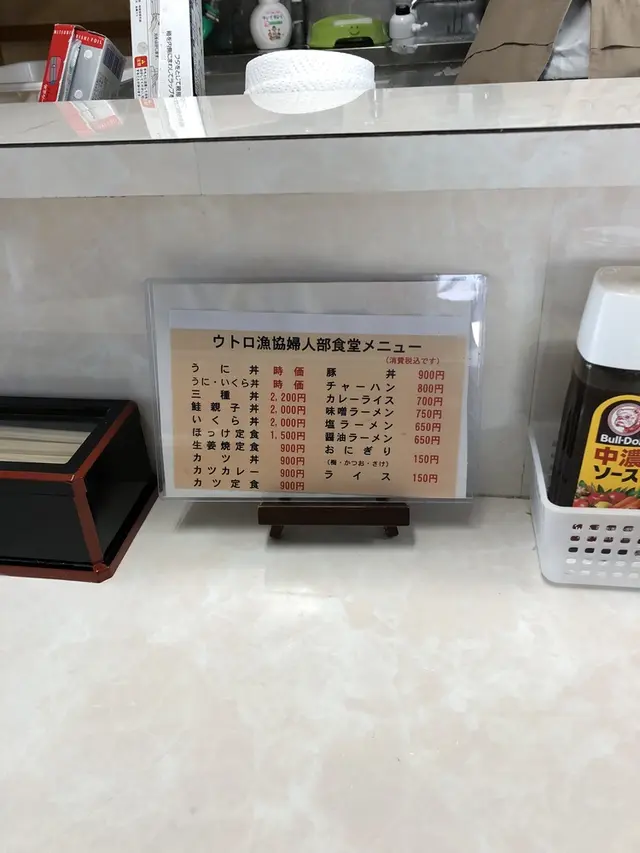 ウトロ漁協婦人部食堂メニュー
(消費税込です)
うに丼 時価
うに・いくら丼 時価
三種丼 2,200円
鮭親子丼 2,000円
いくら丼 2,000円
ほっけ定食 1,500円
生姜焼定食 900円
カツ丼 900円
カツカレー 900円
カツ定食 900円
豚丼 900円
チャーハン 800円
カレーライス 700円
味噌ラーメン 750円
塩ラーメン 650円
醤油ラーメン 650円
おにぎり 150円
(梅・かつお・さけ)
ライス 150円
Bull-Do
中濃
ソース